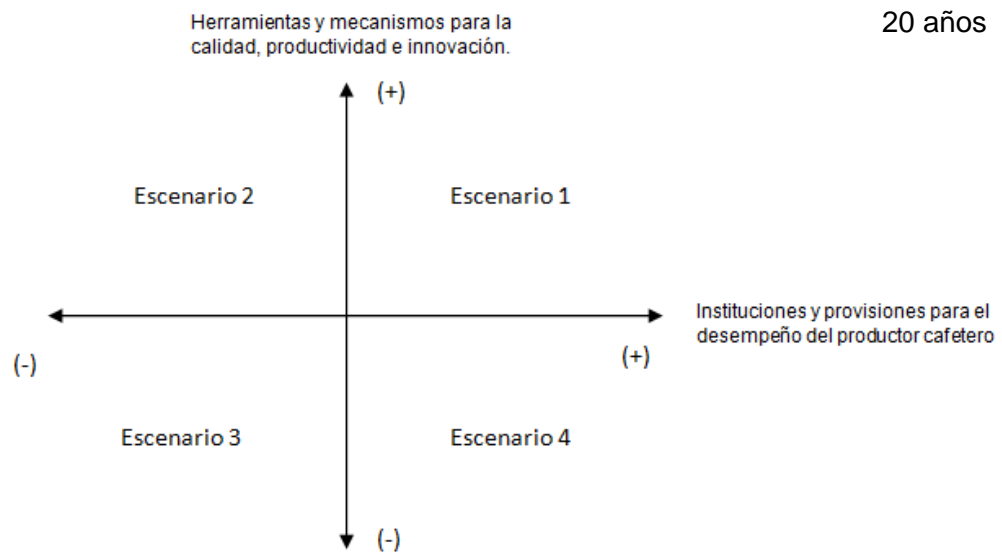 Herramientas y mecanismos para la
calidad, productividad e innovación.
20 años
(+)
Escenario 2
Escenario 1
Instituciones y provisiones para el
desempeño del productor cafetero
(-)
(+)
Escenario 3
Escenario 4
(-)